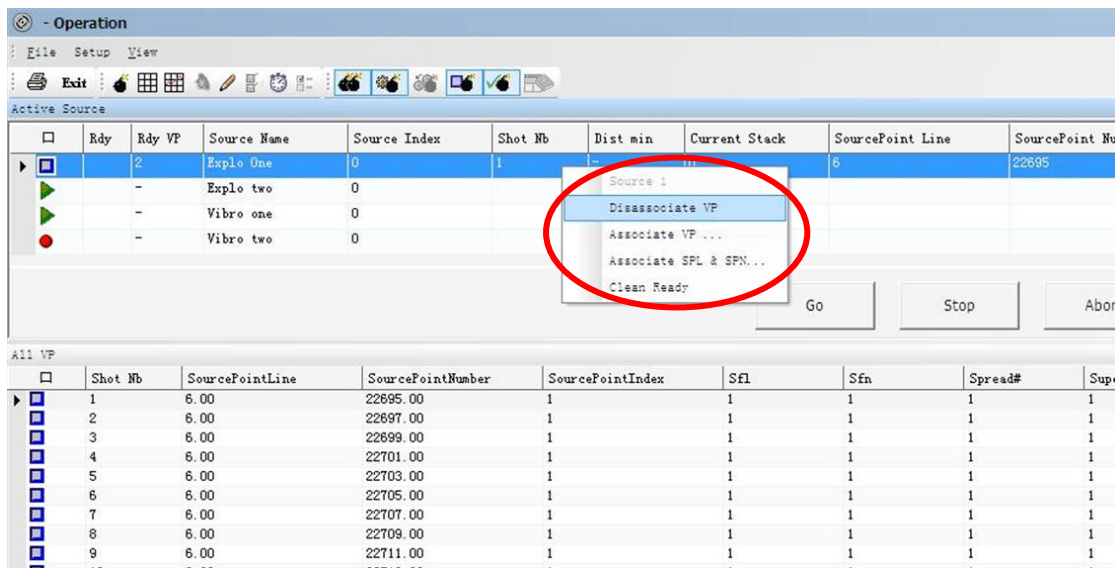 - Operation
File Setup View
Exit
Active Source
Rdy Rdy VP Source Name Source Index Shot Nb Dist min Current Stack SourcePoint Line SourcePoint Nu
2 Explo One 0 1 - 6 22695
- Explo two 0
- Vibro one 0
- Vibro two 0
Source 1
Disassociate VP
Associate VP ...
Associate SPL & SPN...
Clean Ready
Go Stop Abor
All VP
Shot Nb SourcePointLine SourcePointNumber SourcePointIndex Sfl Sfn Spread# Supe
1 6.00 22695.00 1 1 1 1 1
2 6.00 22697.00 1 1 1 1 1
3 6.00 22699.00 1 1 1 1 1
4 6.00 22701.00 1 1 1 1 1
5 6.00 22703.00 1 1 1 1 1
6 6.00 22705.00 1 1 1 1 1
7 6.00 22707.00 1 1 1 1 1
8 6.00 22709.00 1 1 1 1 1
9 6.00 22711.00 1 1 1 1 1